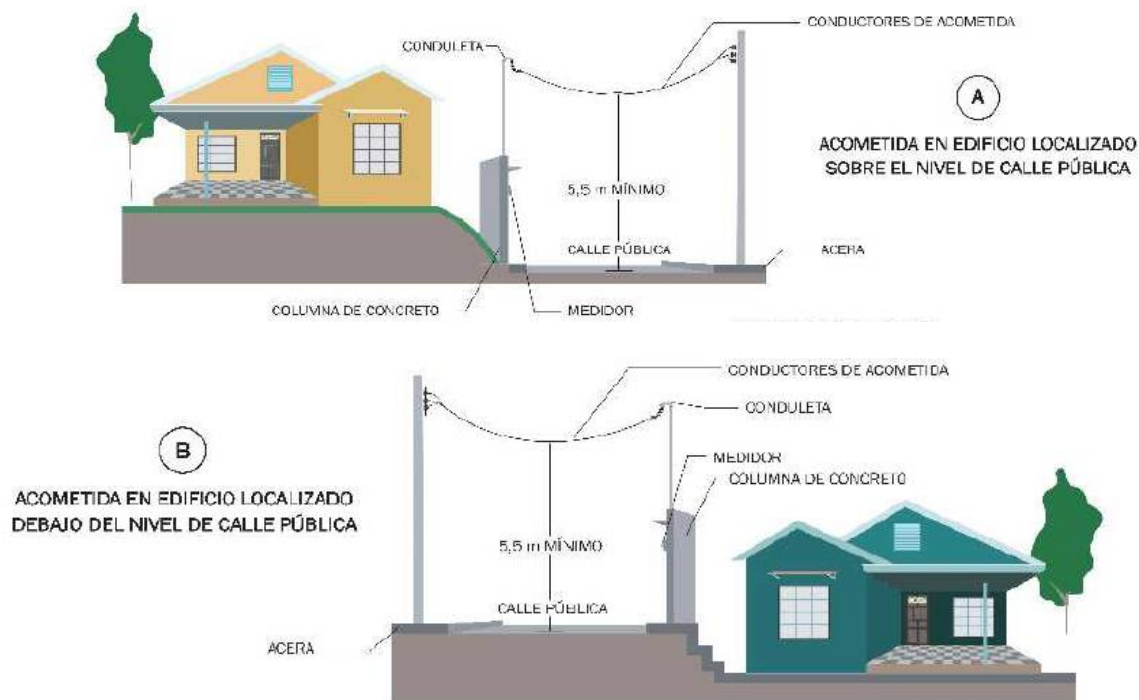 CONDUCTORES DE ACOMETIDA
CONDULETA
A
ACOMETIDA EN EDIFICIO LOCALIZADO
SOBRE EL NIVEL DE CALLE PÚBLICA
5,5 m MÍNIMO
CALLE PÚBLICA
ACERA
COLUMNA DE CONCRETO
MEDIDOR
CONDUCTORES DE ACOMETIDA
CONDULETA
B
MEDIDOR
COLUMNA DE CONCRETO
ACOMETIDA EN EDIFICIO LOCALIZADO
DEBAJO DEL NIVEL DE CALLE PÚBLICA
5,5 m MÍNIMO
CALLE PÚBLICA
ACERA